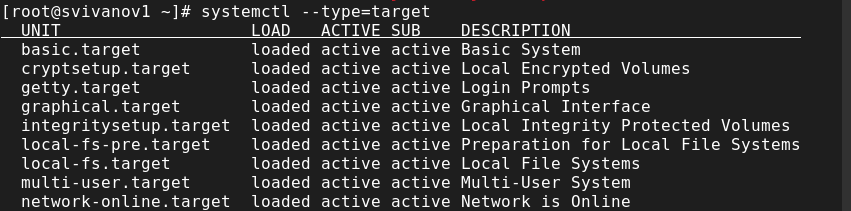 [root@svivanov1 ~]# systemctl --type=target
  UNIT                   LOAD   ACTIVE SUB    DESCRIPTION
  basic.target           loaded active active Basic System
  cryptsetup.target      loaded active active Local Encrypted Volumes
  getty.target           loaded active active Login Prompts
  graphical.target       loaded active active Graphical Interface
  integritysetup.target  loaded active active Local Integrity Protected Volumes
  local-fs-pre.target    loaded active active Preparation for Local File Systems
  local-fs.target        loaded active active Local File Systems
  multi-user.target      loaded active active Multi-User System
  network-online.target  loaded active active Network is Online